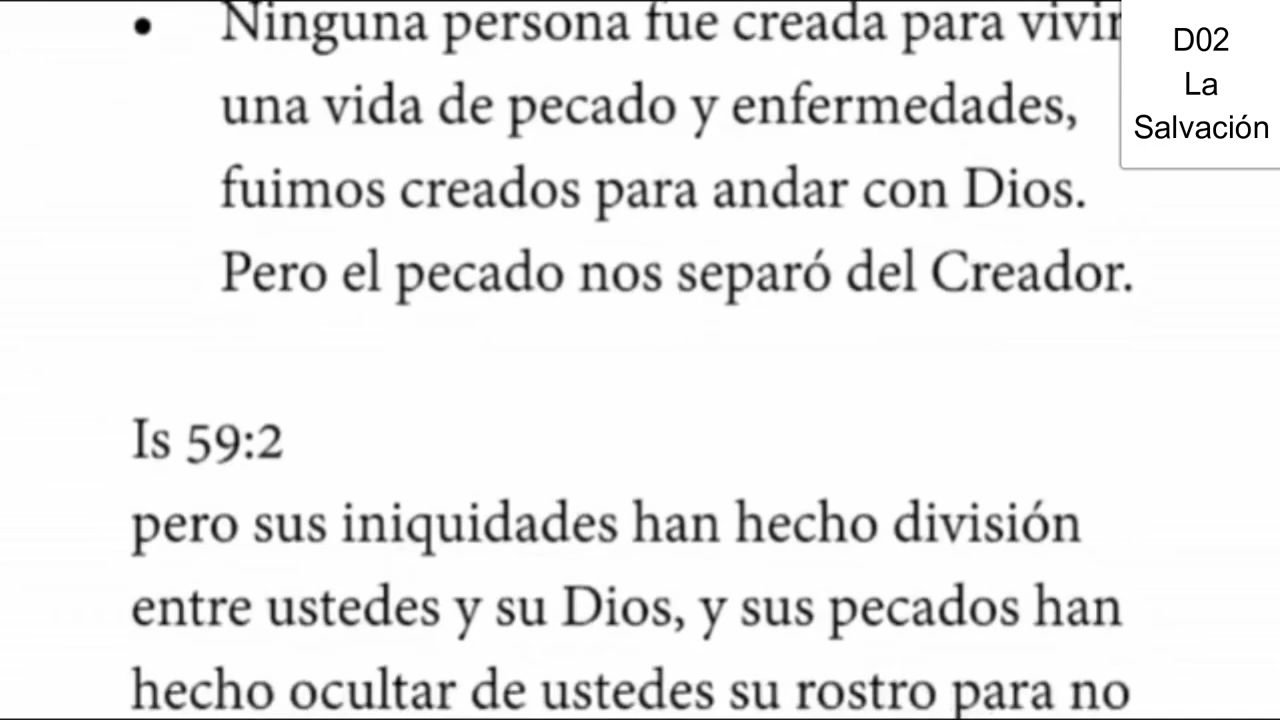 • Ninguna persona fue creada para vivir
una vida de pecado y enfermedades,
fuimos creados para andar con Dios.
Pero el pecado nos separó del Creador.
Is 59:2
pero sus iniquidades han hecho división
entre ustedes y su Dios, y sus pecados han
hecho ocultar de ustedes su rostro para no
D02
La
Salvación